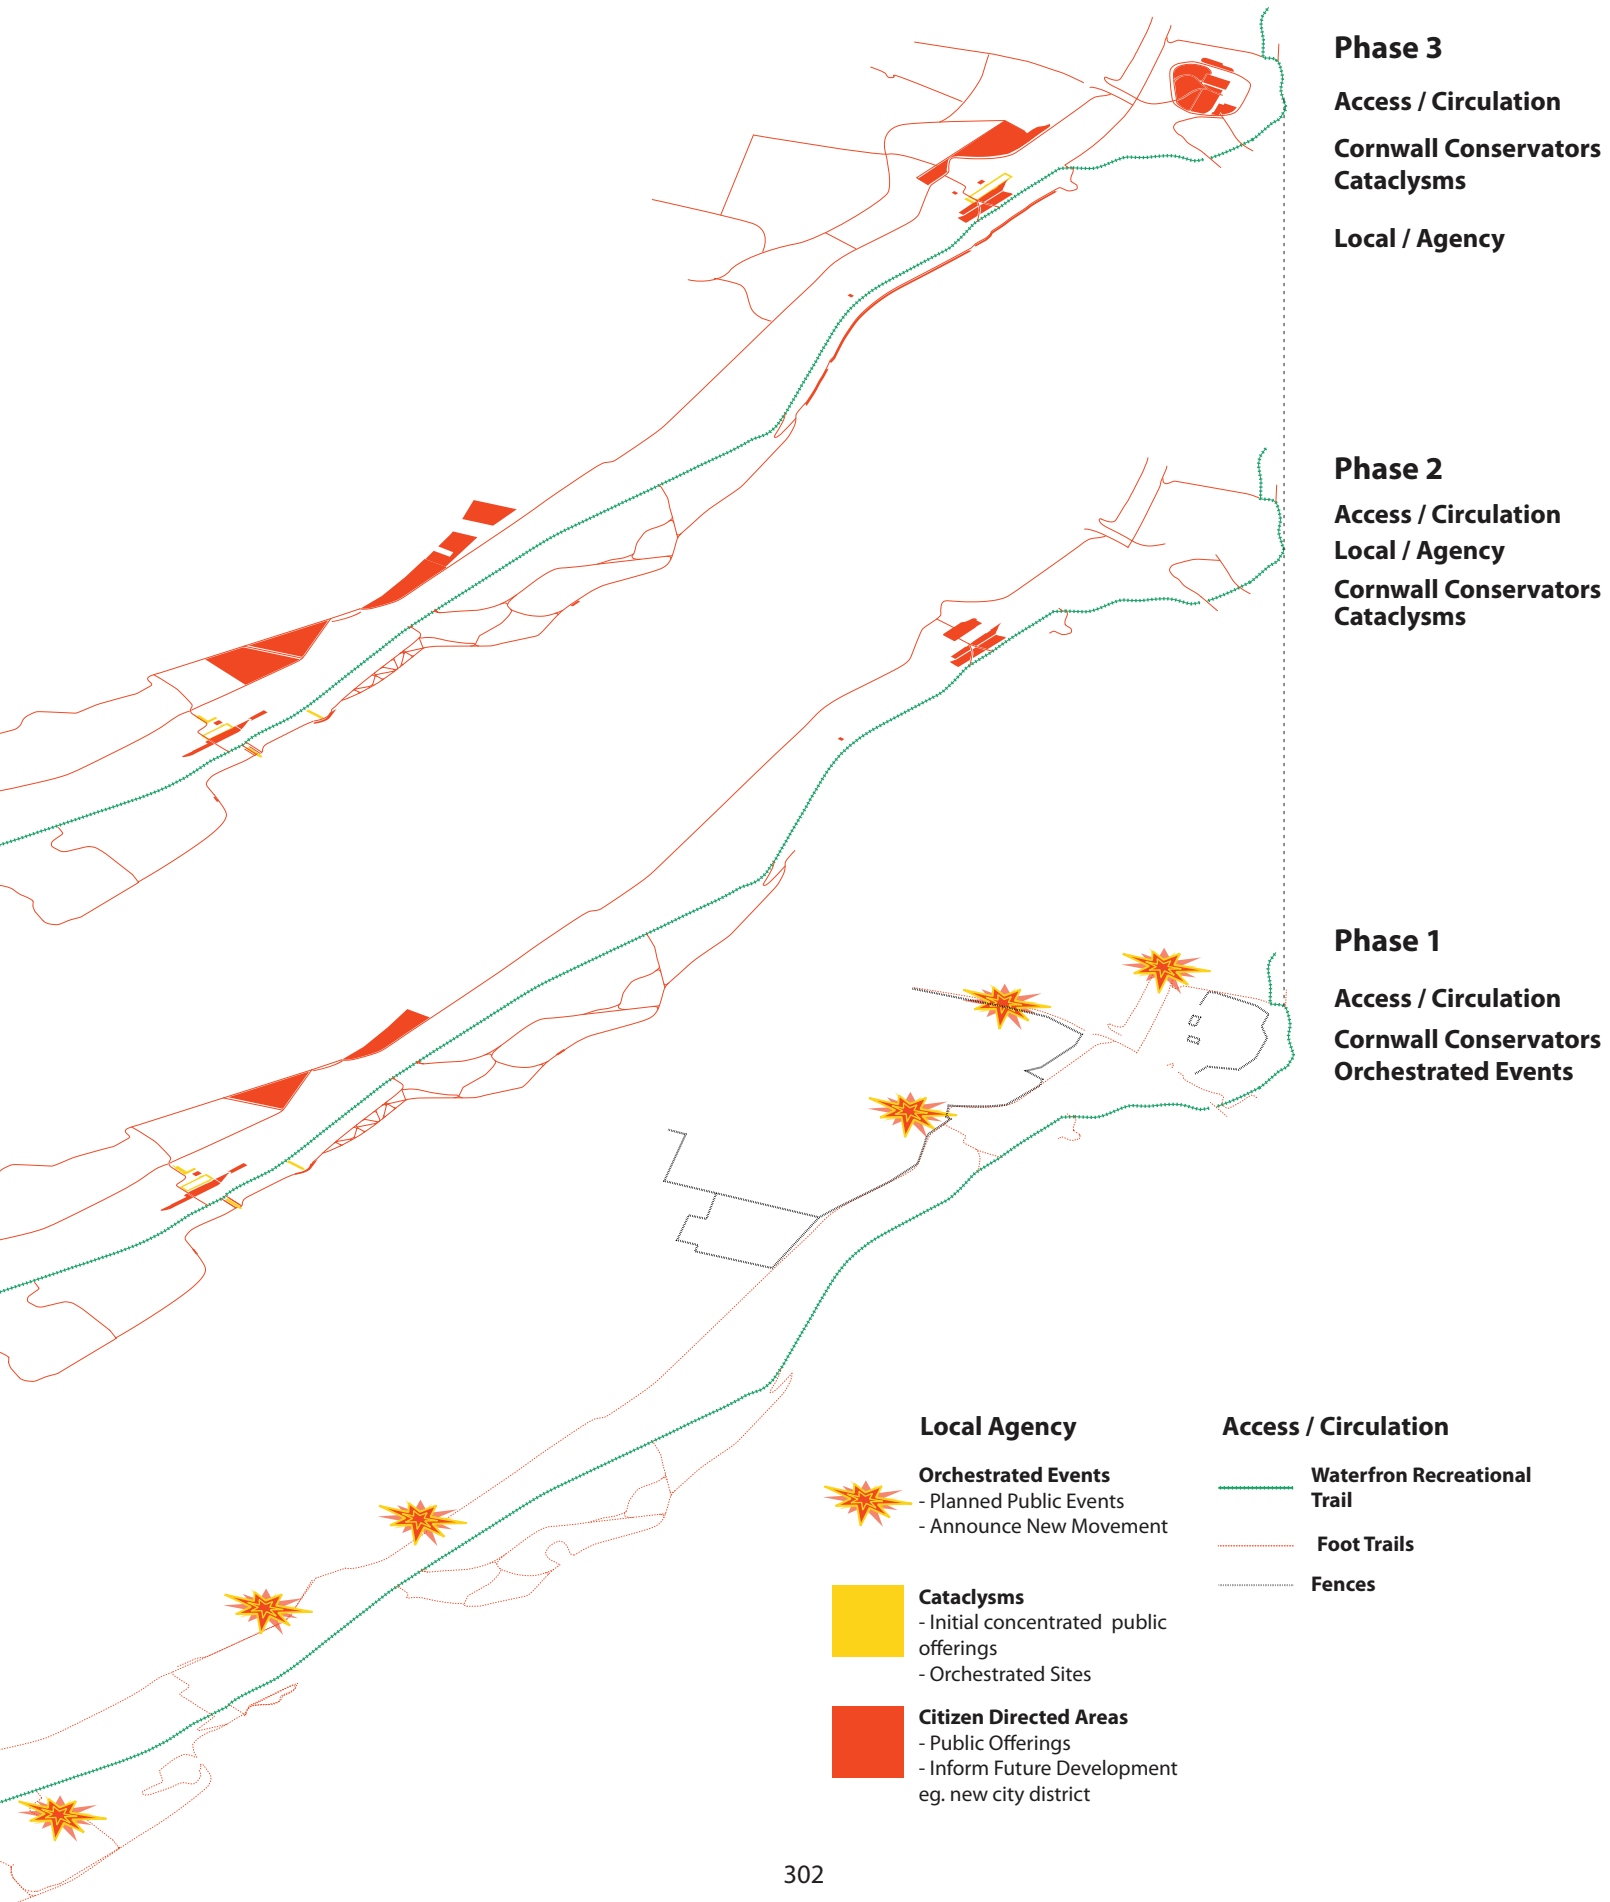 Phase 3
Access / Circulation
Cornwall Conservators
Cataclysms
Local / Agency
Phase 2
Access / Circulation
Local / Agency
Cornwall Conservators
Cataclysms
Phase 1
Access / Circulation
Cornwall Conservators
Orchestrated Events
Local Agency
Orchestrated Events
- Planned Public Events
- Announce New Movement
Cataclysms
- Initial concentrated public
offerings
- Orchestrated Sites
Citizen Directed Areas
- Public Offerings
- Inform Future Development
eg. new city district
Access / Circulation
Waterfron Recreational
Trail
Foot Trails
Fences
302